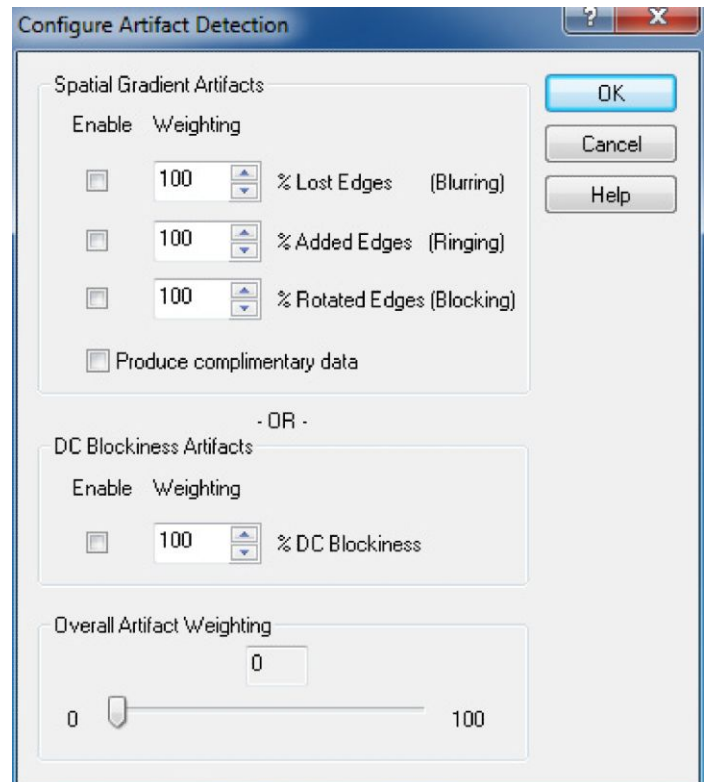 Configure Artifact Detection
?
X
Spatial Gradient Artifacts
OK
Enable Weighting
Cancel
100 % Lost Edges (Blurring)
Help
100 % Added Edges (Ringing)
100 % Rotated Edges (Blocking)
Produce complimentary data
- OR -
DC Blockiness Artifacts
Enable Weighting
100 % DC Blockiness
Overall Artifact Weighting
0
0 100